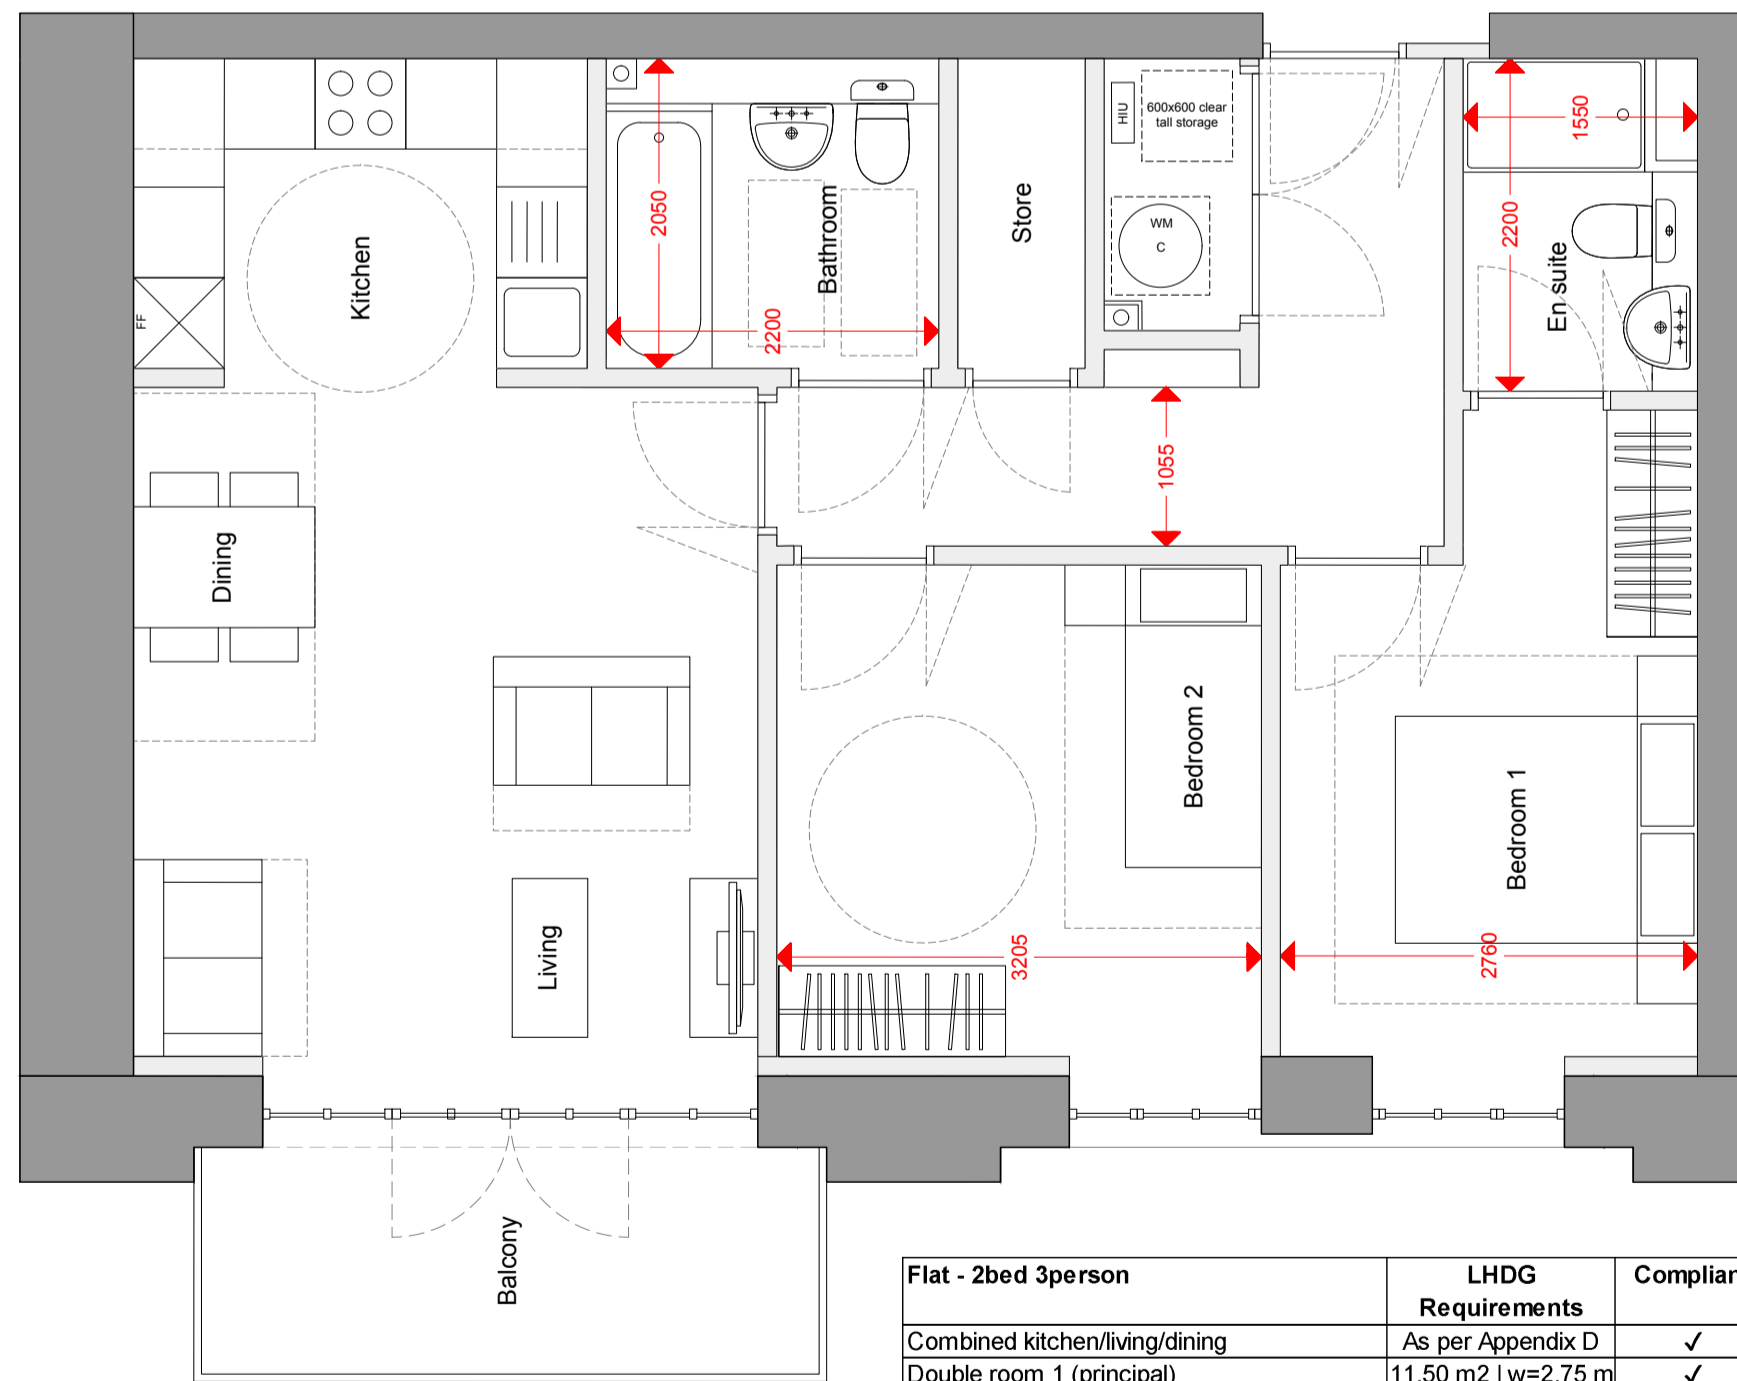 HIU
600x600 clear
tall storage
1550
2050
Kitchen
Bathroom
Store
WM
C
2200
En suite
FF
2200
1055
Dining
Bedroom 2
Bedroom 1
Living
3205
2760
Balcony
Flat - 2bed 3person
LHDG
Requirements
Complian
Combined kitchen/living/dining
As per Appendix D
✓
Double room 1 (principal)
11.50 m2 | w=2.75 m
✓